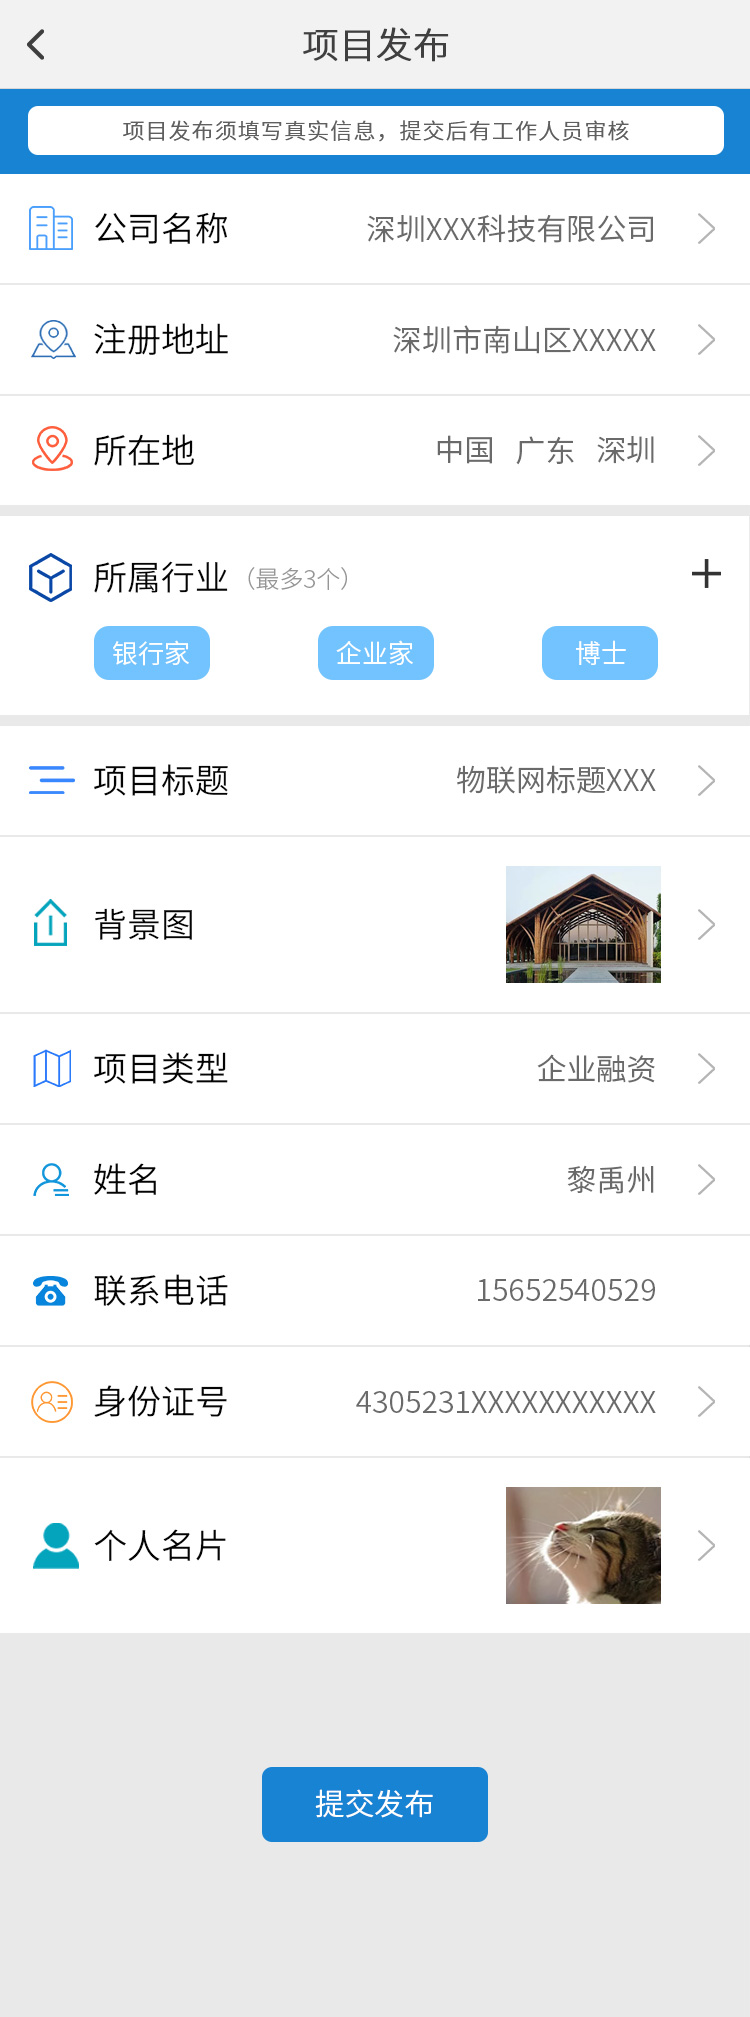 项目发布
项目发布须填写真实信息，提交后有工作人员审核
公司名称 深圳XXX科技有限公司
注册地址 深圳市南山区XXXXX
所在地 中国 广东 深圳
所属行业（最多3个）
银行家 企业家 博士
项目标题 物联网标题XXX
背景图
项目类型 企业融资
姓名 黎禹州
联系电话 15652540529
身份证号 4305231XXXXXXXXXXX
个人名片
提交发布